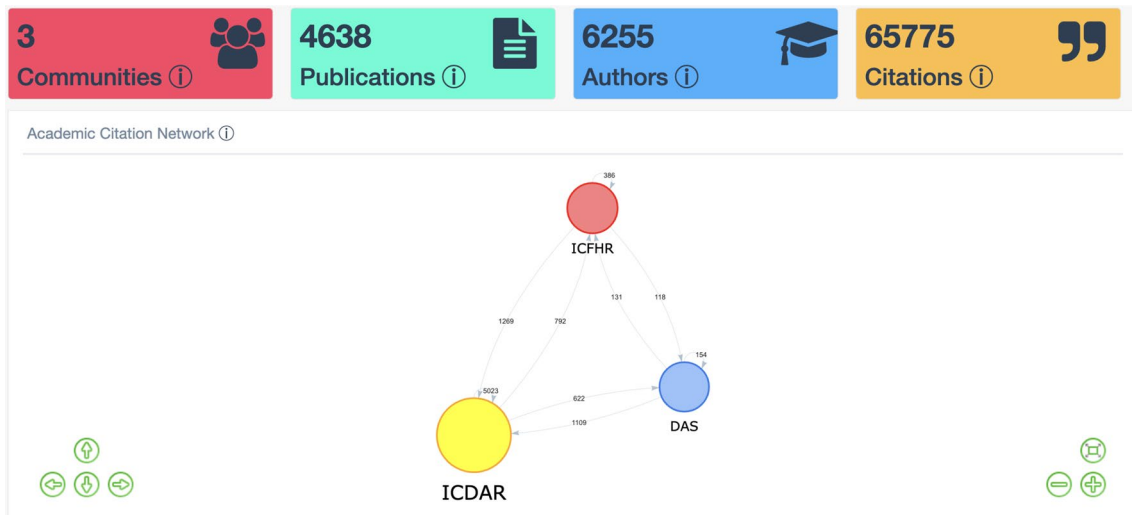 3
Communities
4638
Publications
6255
Authors
65775
Citations
Academic Citation Network
386
ICFHR
131
118
1269
792
154
5023
622
1109
DAS
ICDAR